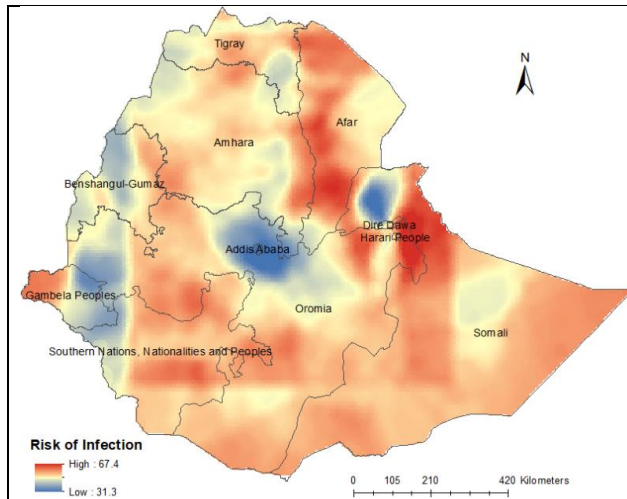 Tigray
N
Afar
Amhara
Benshangul-Gumaz
Dire Dawa
Harari People
Addis Ababa
Gambela Peoples
Oromia
Somali
Southern Nations, Nationalities and Peoples
Risk of Infection
High : 67.4
Low : 31.3
0 105 210 420 Kilometers